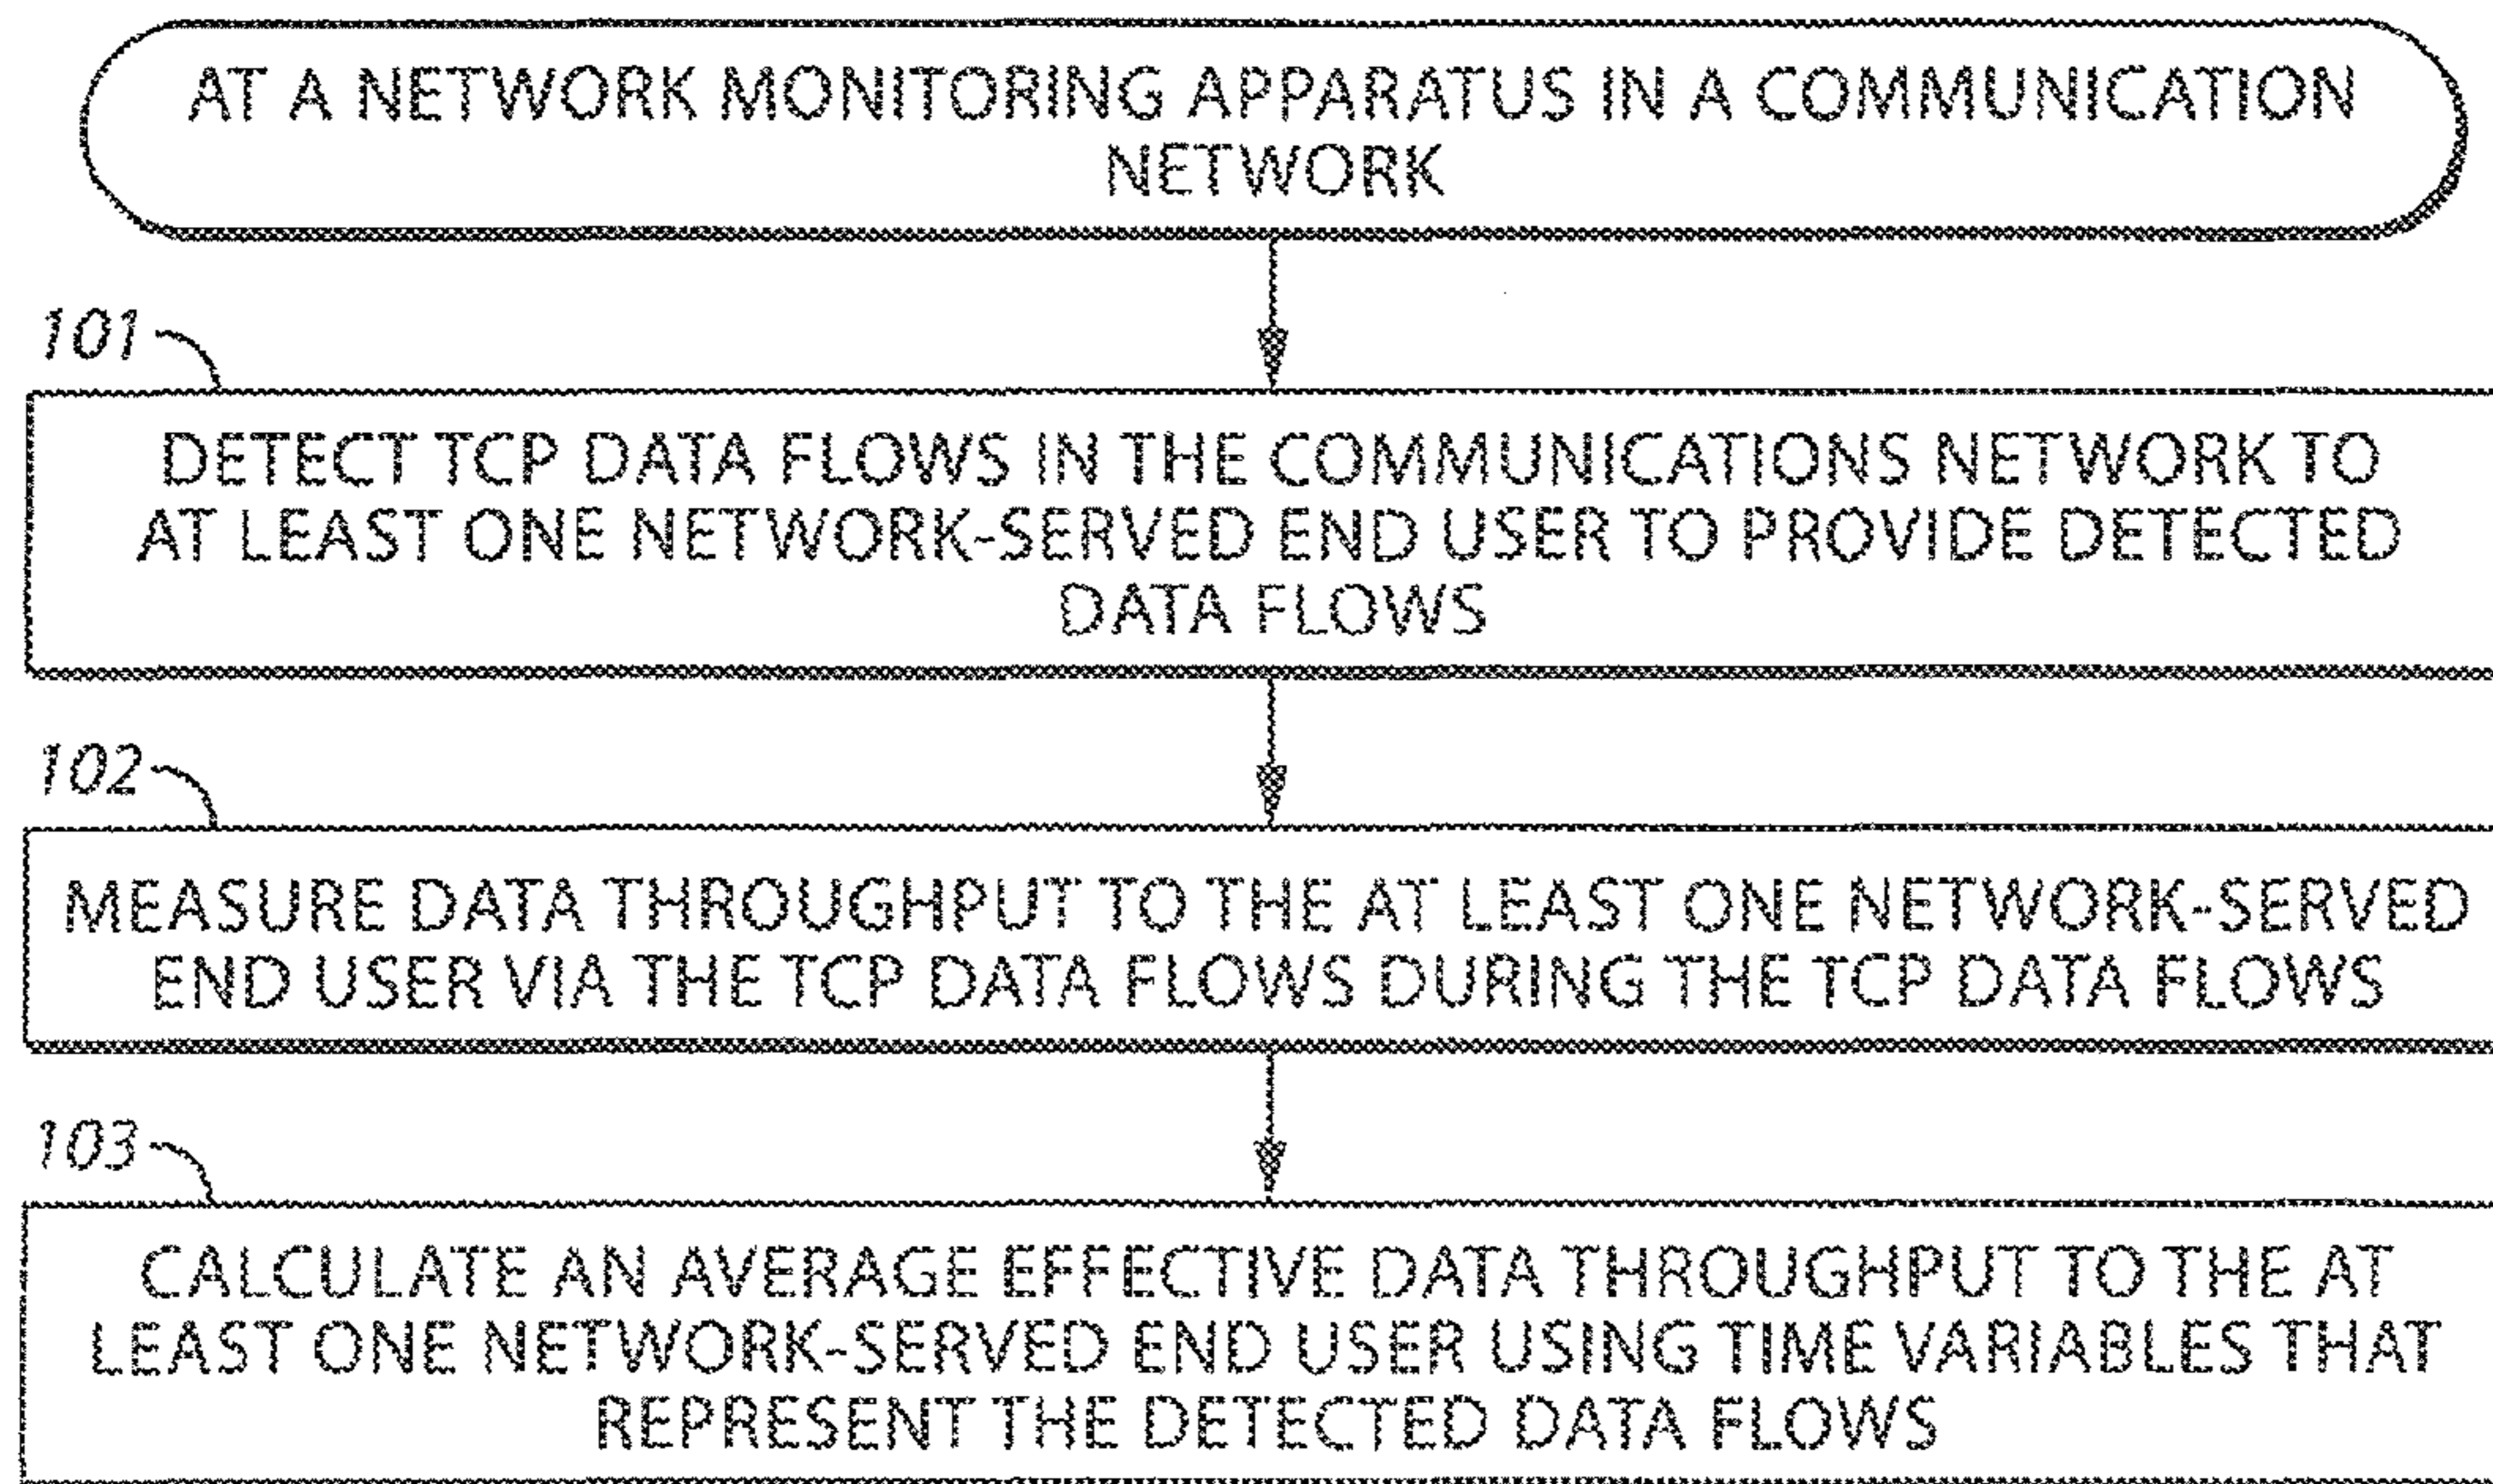 AT A NETWORK MONITORING APPARATUS IN A COMMUNICATION
NETWORK
101
DETECT TCP DATA FLOWS IN THE COMMUNICATIONS NETWORK TO
AT LEAST ONE NETWORK-SERVED END USER TO PROVIDE DETECTED
DATA FLOWS
102
MEASURE DATA THROUGHPUT TO THE AT LEAST ONE NETWORK-SERVED
END USER VIA THE TCP DATA FLOWS DURING THE TCP DATA FLOWS
103
CALCULATE AN AVERAGE EFFECTIVE DATA THROUGHPUT TO THE AT
LEAST ONE NETWORK-SERVED END USER USING TIME VARIABLES THAT
REPRESENT THE DETECTED DATA FLOWS